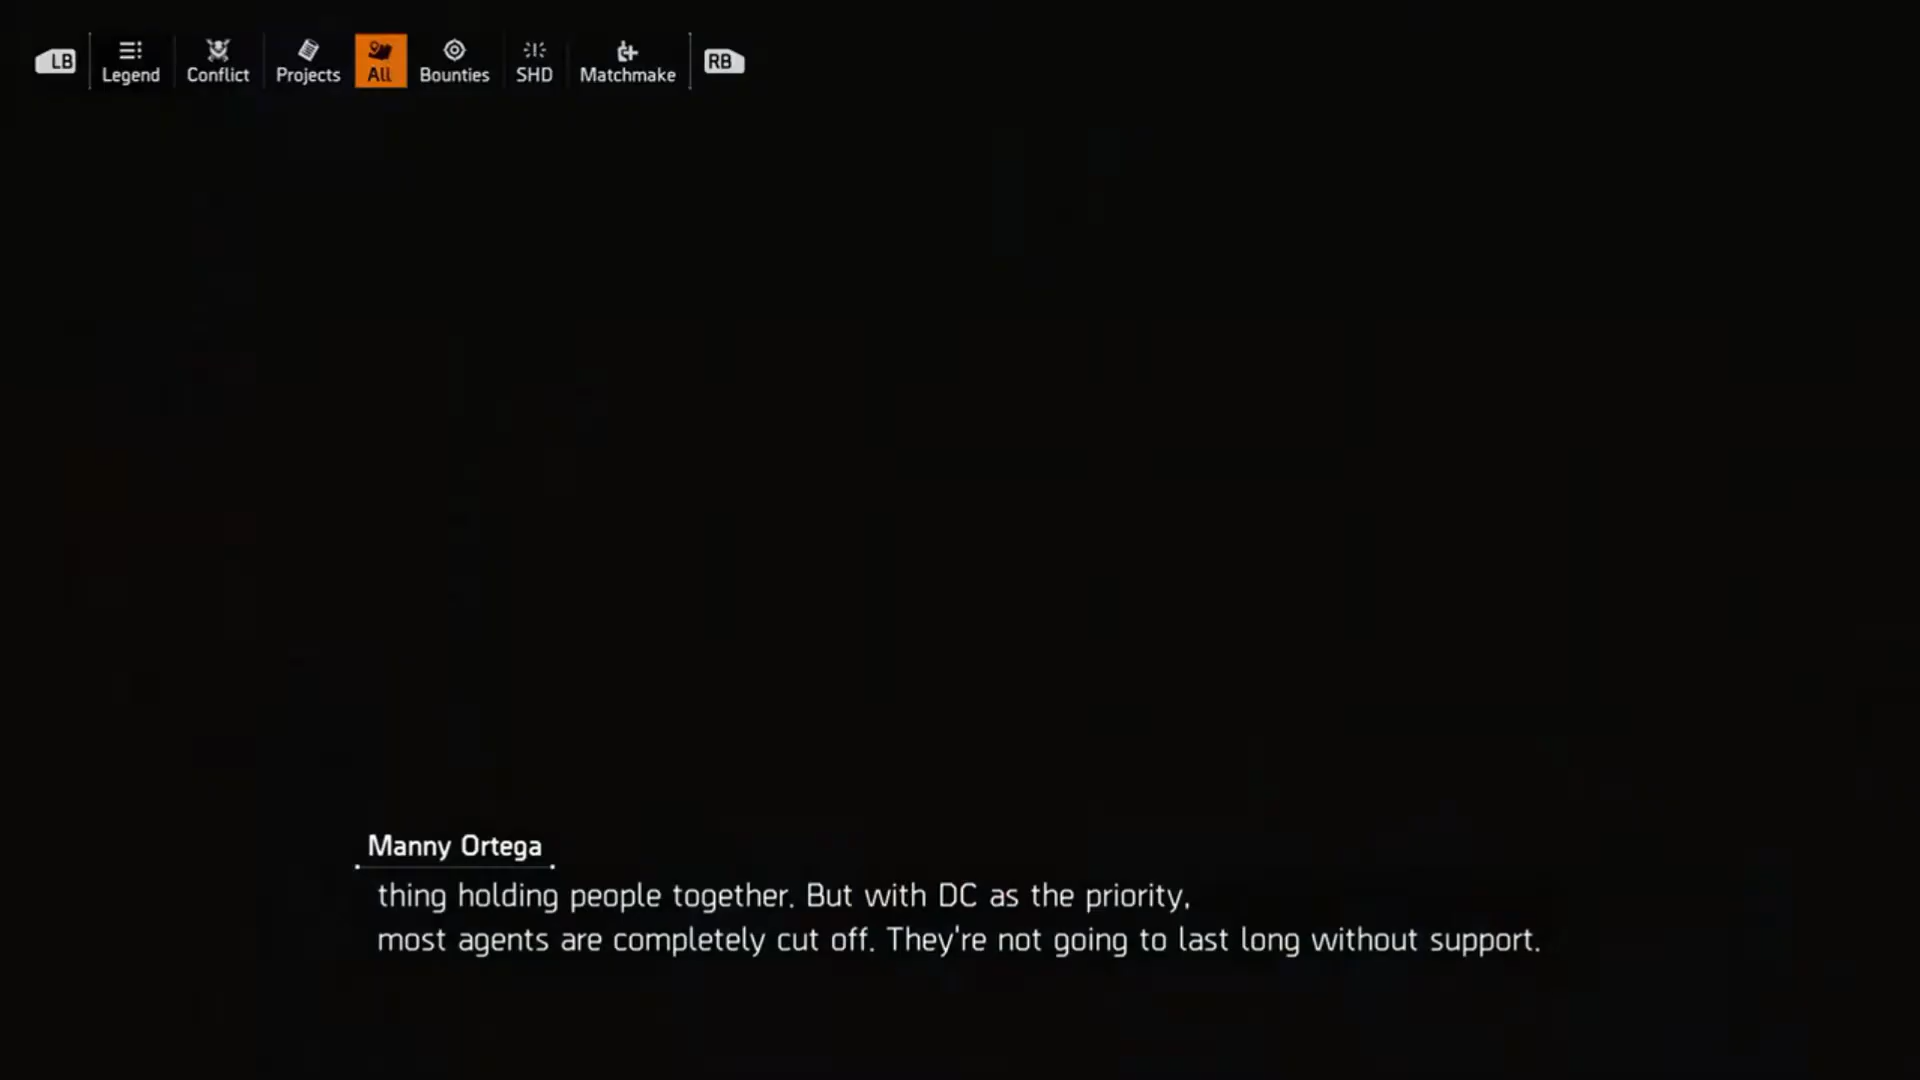 LB
Legend
Conflict
Projects
All
Bounties
SHD
Matchmake
RB
Manny Ortega
thing holding people together. But with DC as the priority,
most agents are completely cut off. They're not going to last long without support.